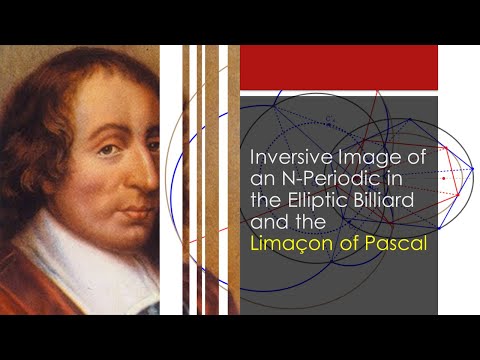 Inversive Image of
an N-Periodic in
the Elliptic Billiard
and the
Limaçon of Pascal